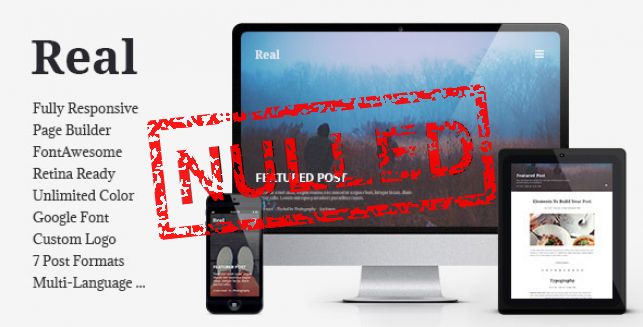 Real
Fully Responsive
Page Builder
FontAwesome
Retina Ready
Unlimited Color
Google Font
Custom Logo
7 Post Formats
Multi-Language ...
Real
NULLED
FEATURED POST
FEATURED POST
Featured Post
Elements To Build Your Post
Typography